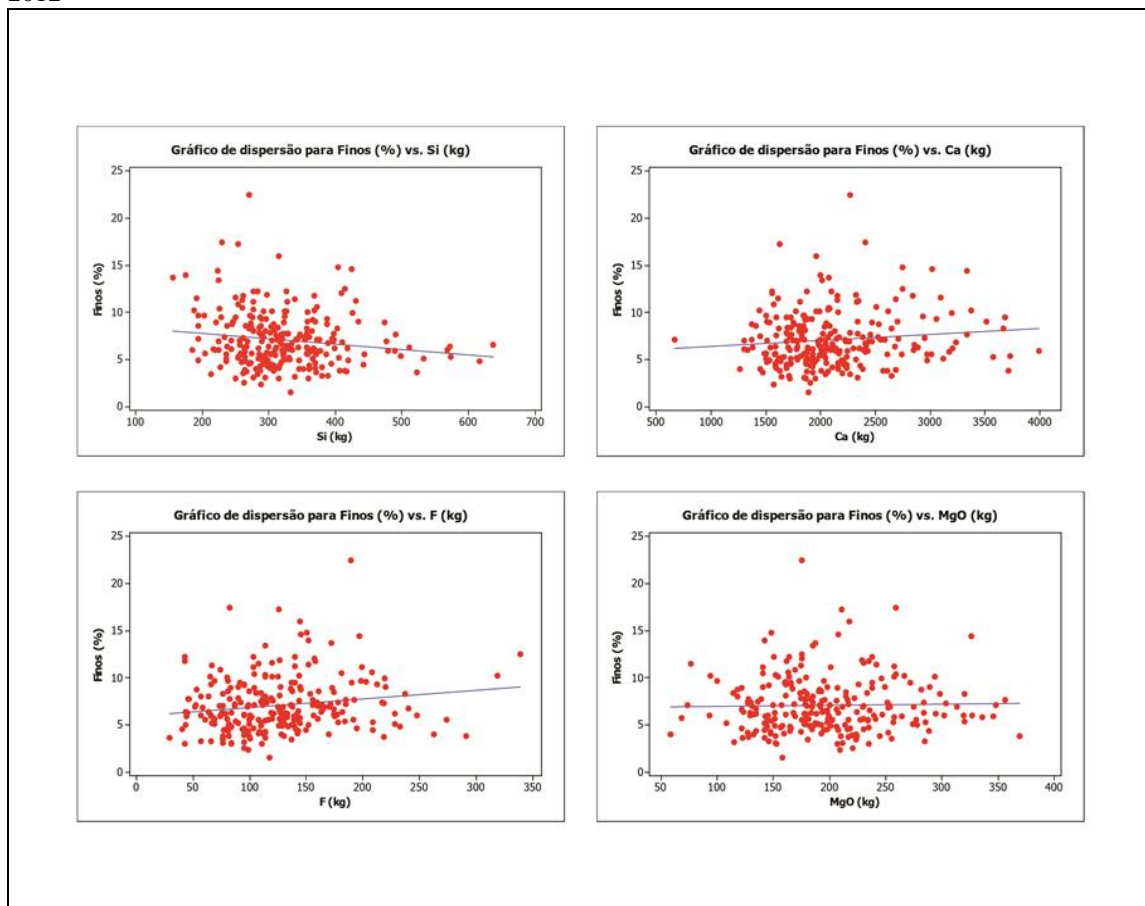 Gráfico de dispersão para Finos (%) vs. Si (kg)
25
20
15
10
5
0
Finos (%)
100 200 300 400 500 600 700
Si (kg)
Gráfico de dispersão para Finos (%) vs. Ca (kg)
25
20
15
10
5
0
Finos (%)
500 1000 1500 2000 2500 3000 3500 4000
Ca (kg)
Gráfico de dispersão para Finos (%) vs. F (kg)
25
20
15
10
5
0
Finos (%)
0 50 100 150 200 250 300 350
F (kg)
Gráfico de dispersão para Finos (%) vs. MgO (kg)
25
20
15
10
5
0
Finos (%)
50 100 150 200 250 300 350 400
MgO (kg)